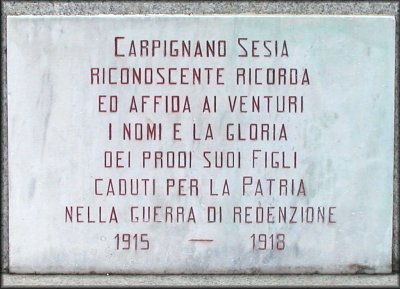 CARPIGNANO SESIA
RICONOSCENTE RICORDA
ED AFFIDA AI VENTURI
I NOMI E LA GLORIA
DEI PRODI SUOI FIGLI
CADUTI PER LA PATRIA
NELLA GUERRA DI REDENZIONE
1915 — 1918